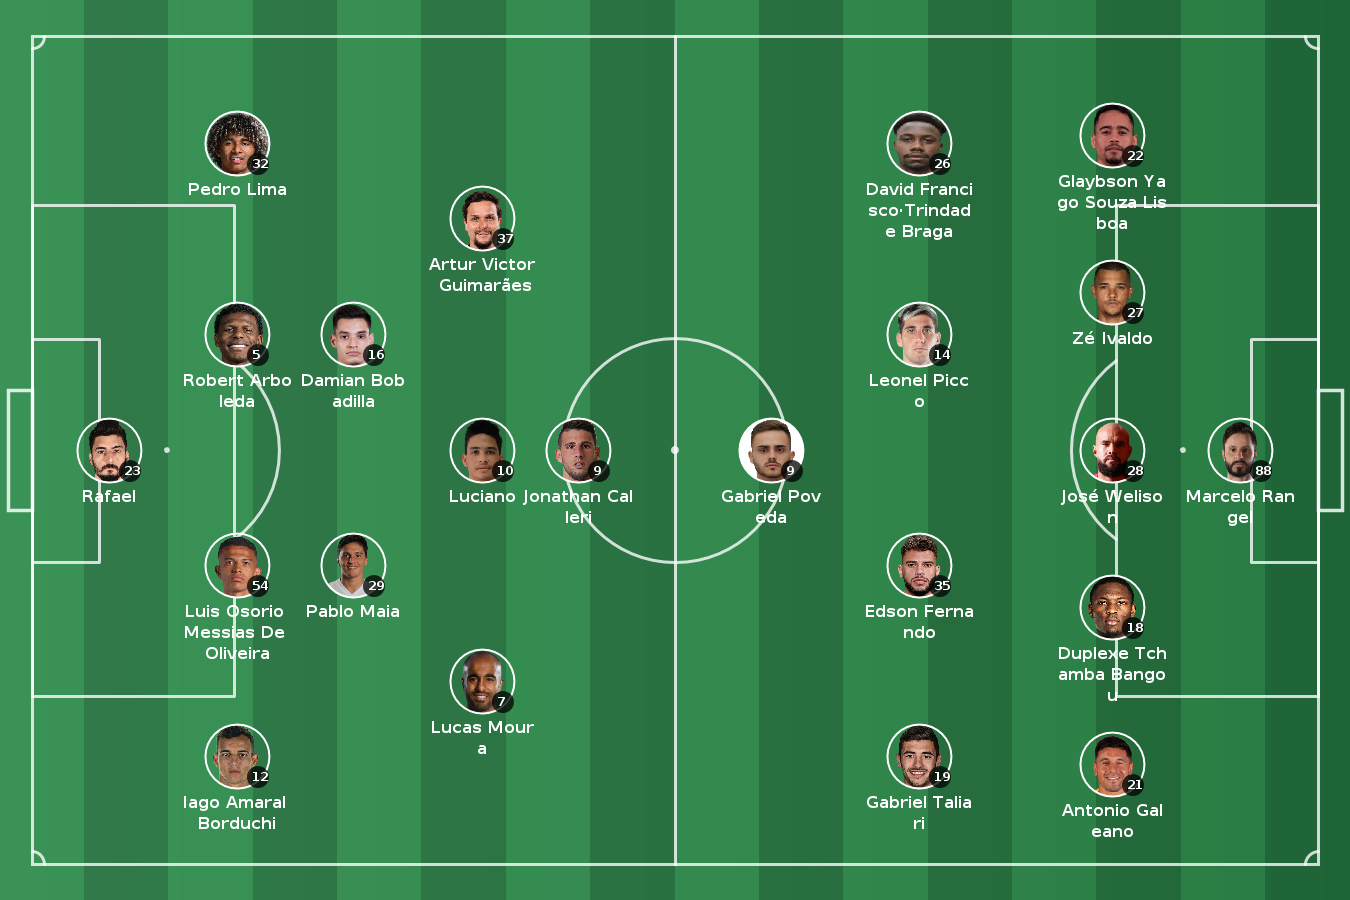 32
Pedro Lima
5
Robert Arbo
leda
23
Rafael
54
Luis Osorio
Messias De
Oliveira
12
Iago Amaral
Borduchi
16
Damian Bob
adilla
29
Pablo Maia
37
Artur Victor
Guimarães
10
Luciano
7
Lucas Mour
a
9
Jonathan Cal
leri
9
Gabriel Pov
eda
26
David Franci
sco·Trindad
e Braga
14
Leonel Picc
o
35
Edson Ferna
ndo
19
Gabriel Talia
ri
22
Glaybson Ya
go Souza Lis
boa
27
Zé Ivaldo
28
José Weliso
n
18
Duplexe Tch
amba Bango
u
21
Antonio Gal
eano
88
Marcelo Ran
gel